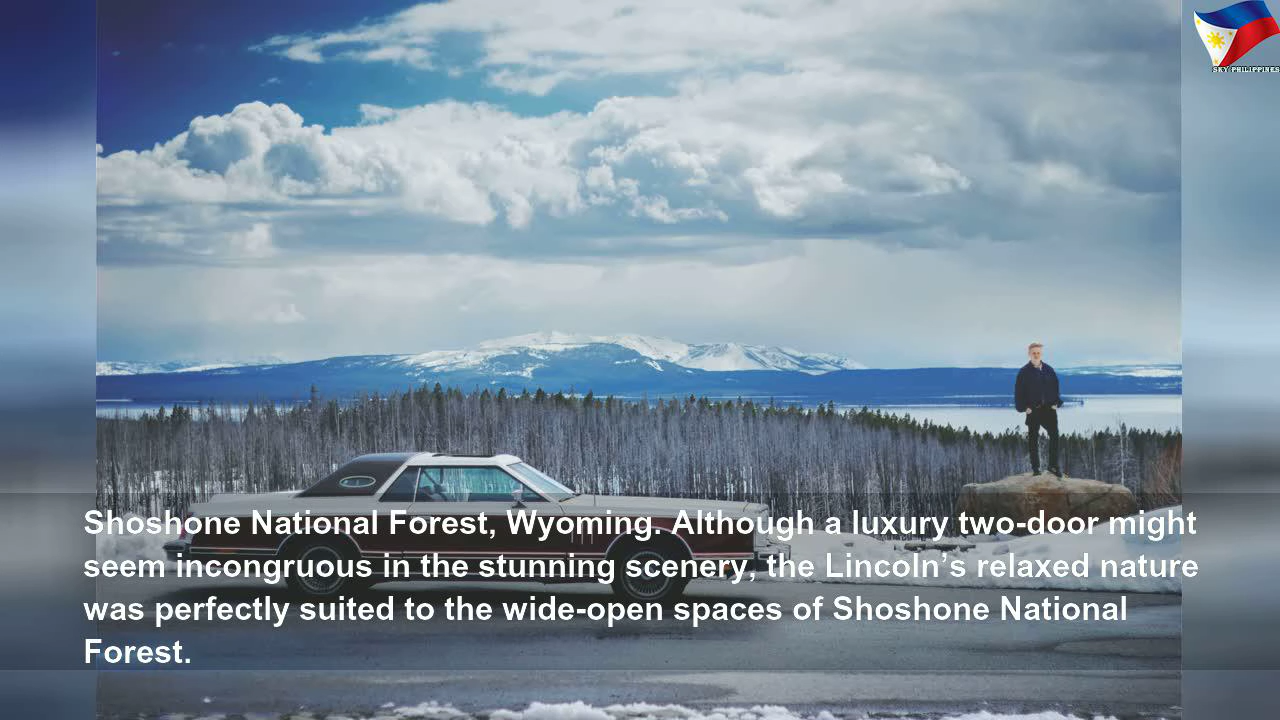 SKY PHILIPPINES
Shoshone National Forest, Wyoming. Although a luxury two-door might
seem incongruous in the stunning scenery, the Lincoln’s relaxed nature
was perfectly suited to the wide-open spaces of Shoshone National
Forest.